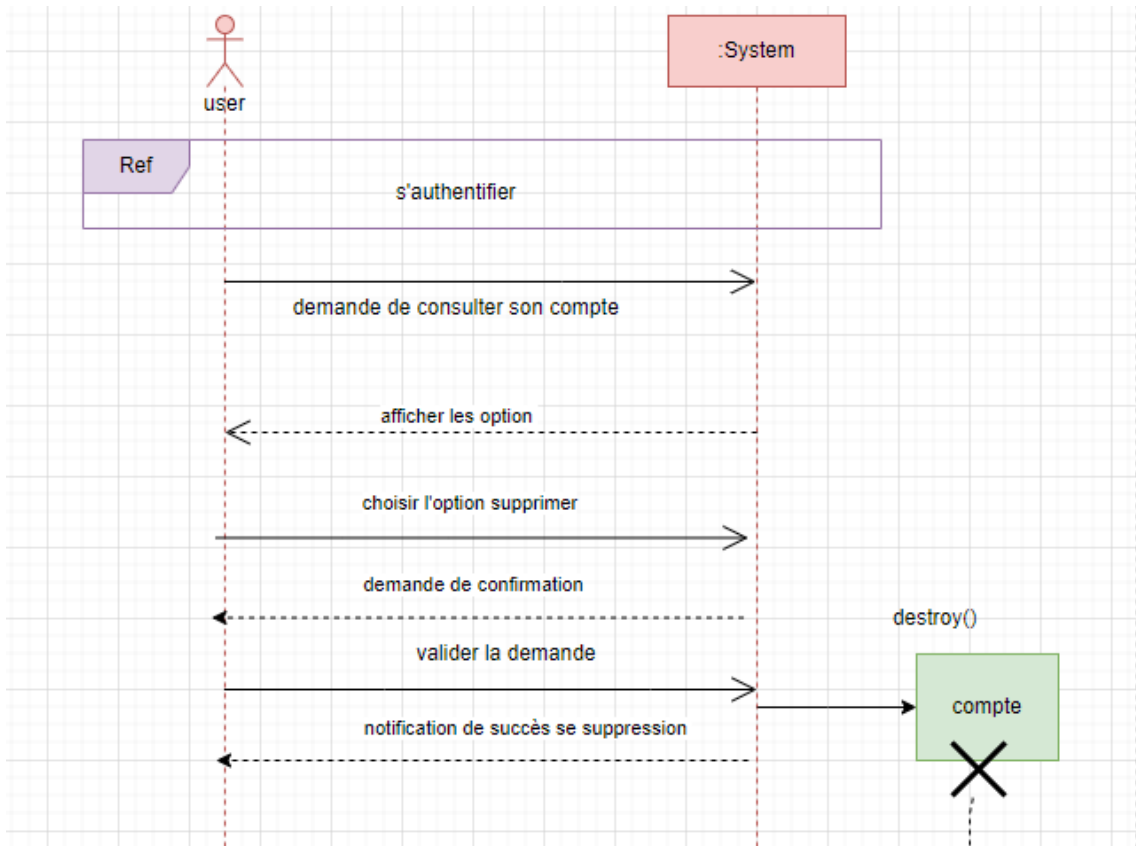 :System
user
Ref
s'authentifier
demande de consulter son compte
afficher les option
choisir l'option supprimer
demande de confirmation
destroy()
valider la demande
compte
notification de succès se suppression